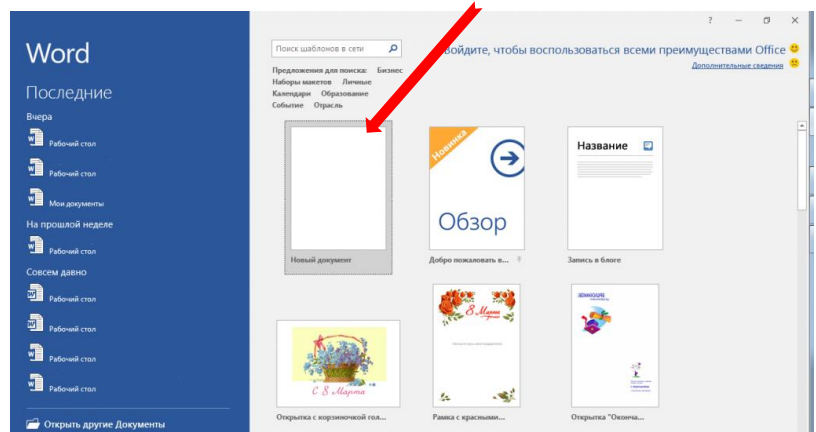 Word
Последние
Вчера
Рабочий стол
Рабочий стол
Мои документы
На прошлой неделе
Рабочий стол
Совсем давно
Рабочий стол
Рабочий стол
Рабочий стол
Рабочий стол
Открыть другие Документы
?
Поиск шаблонов в сети
ойдите, чтобы воспользоваться всеми преимуществами Office
Дополнительные сведения
Предложения для поиска: Бизнес
Наборы макетов Личные
Календари Образование
Событие Отрасль
Новый документ
Новинка
Обзор
Добро пожаловать в...
Название
Запись в блоге
С 8 Марта
Открытка с корзиночкой гол...
8 Марта
Рамка с красными...
Открытка "Оконча...